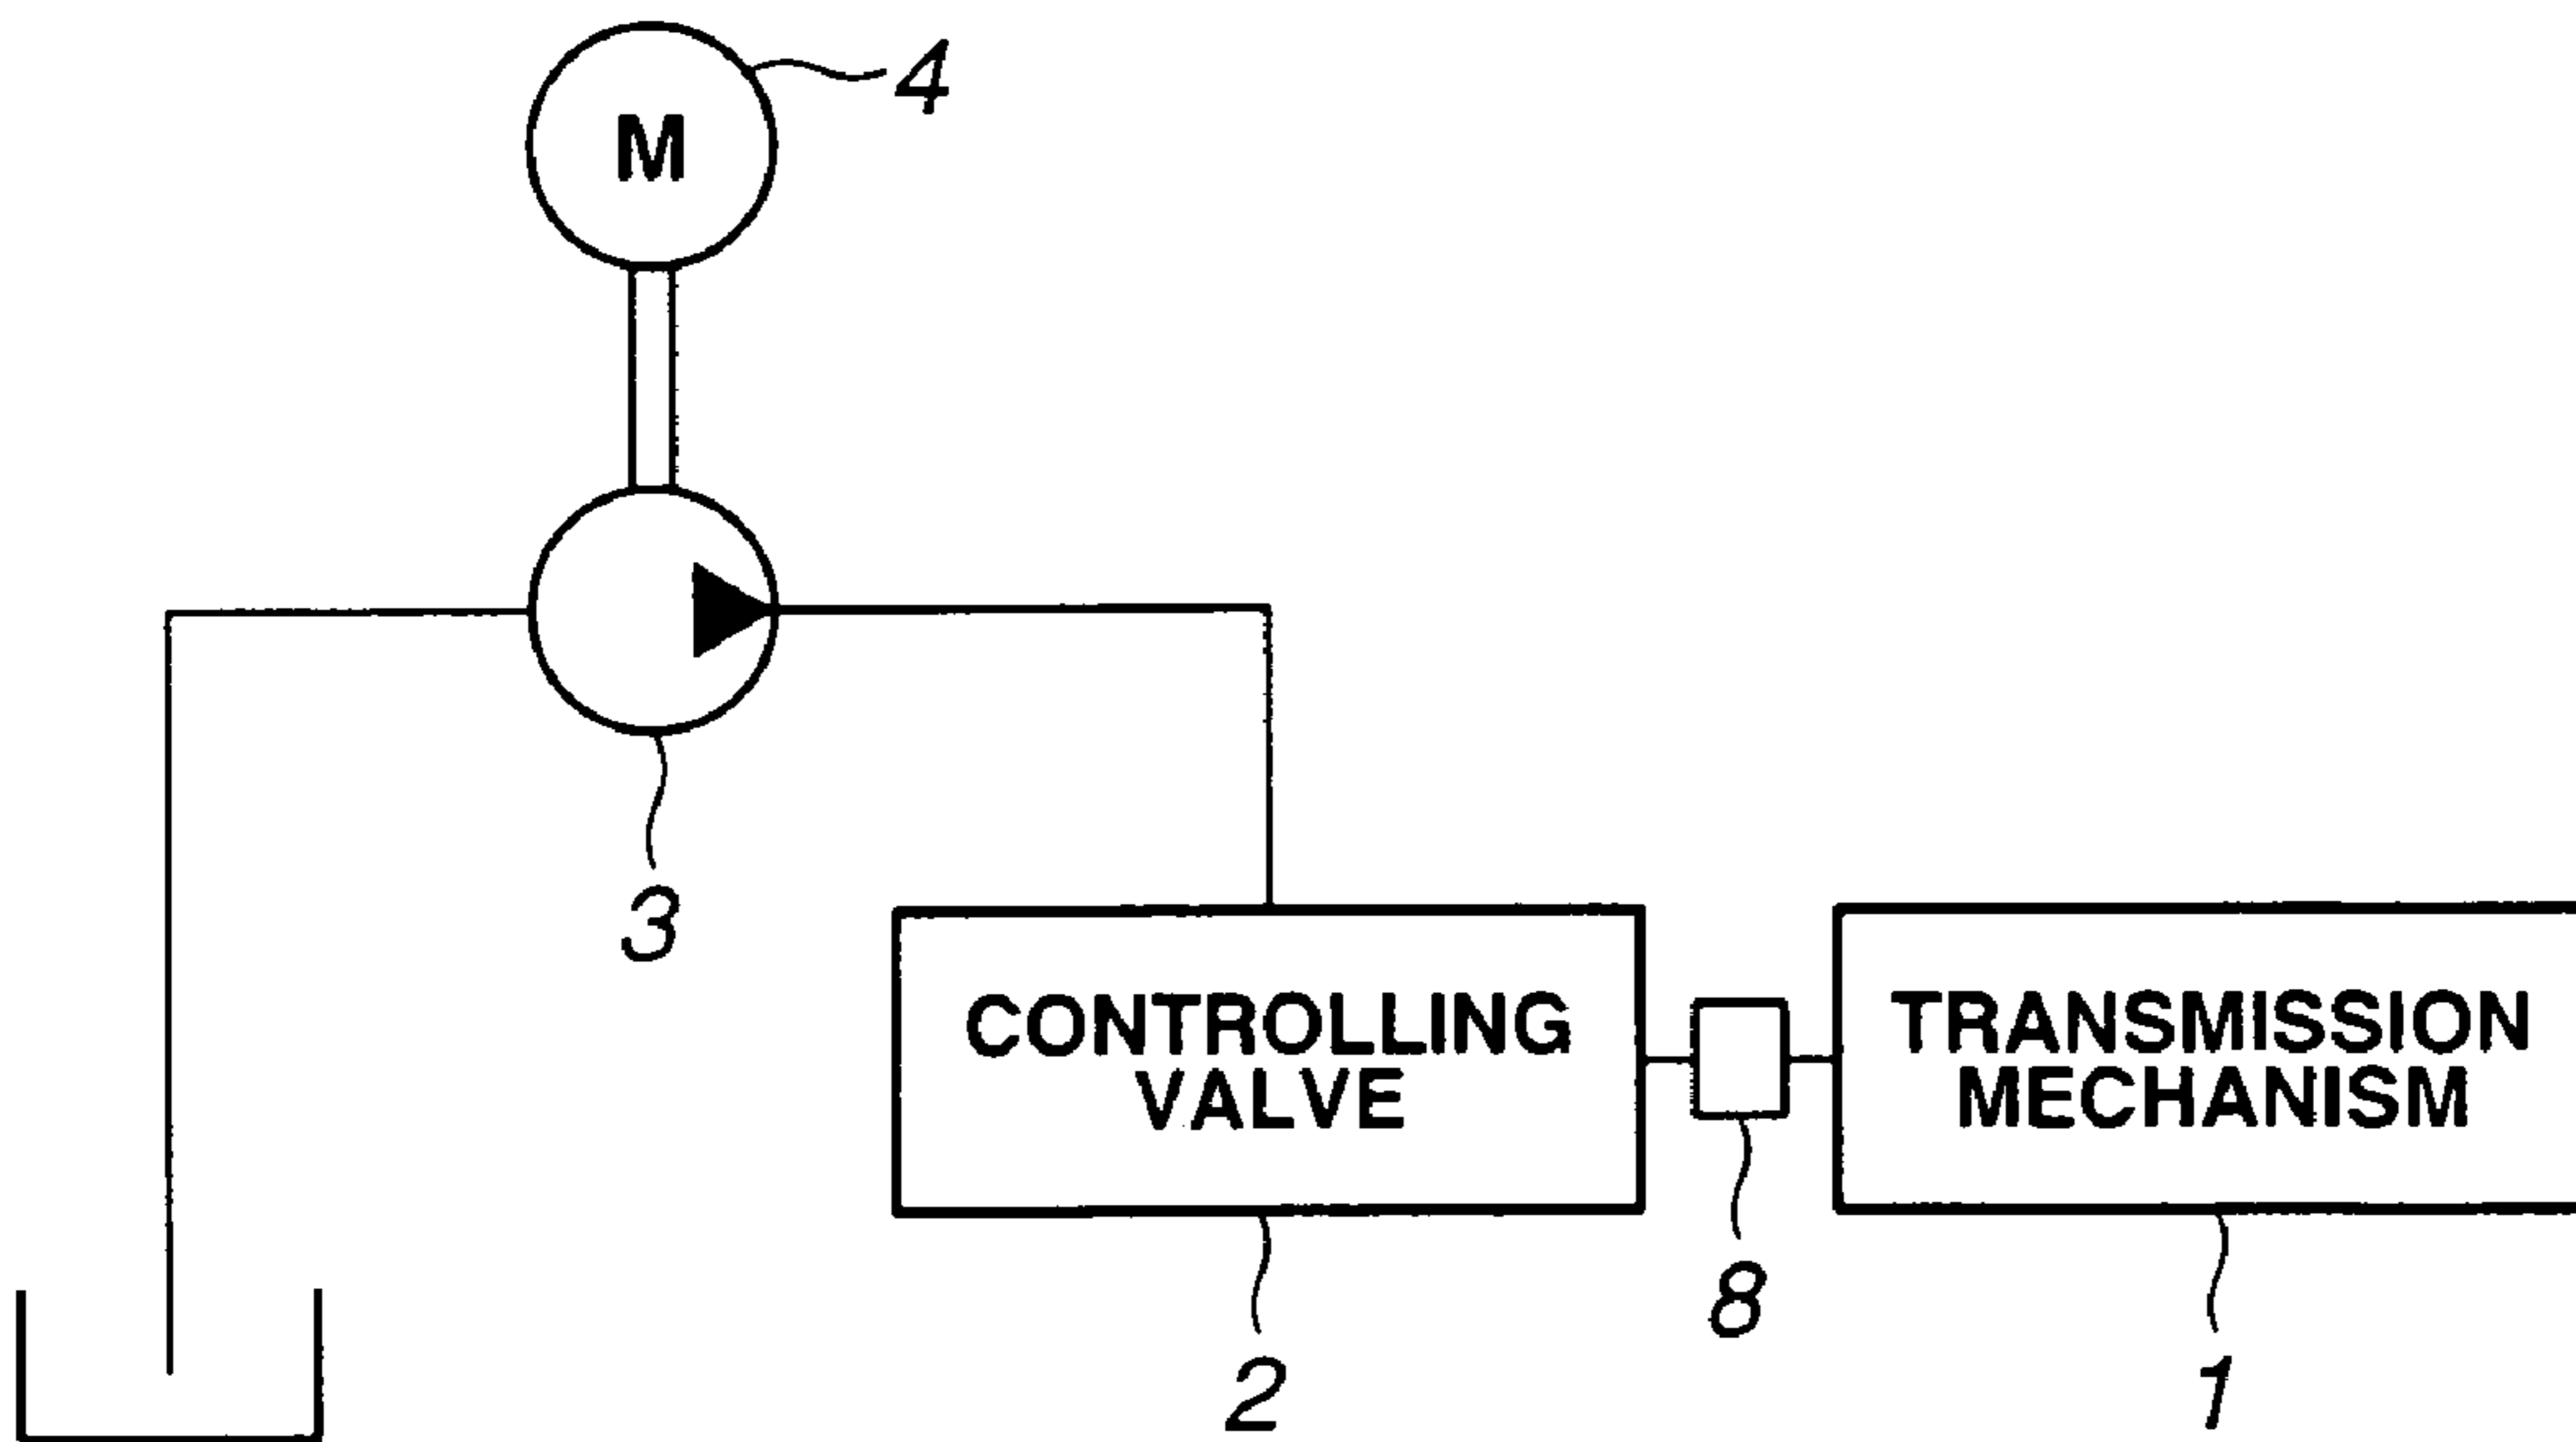 M
4
3
CONTROLLING
VALVE
TRANSMISSION
MECHANISM
8
2
1